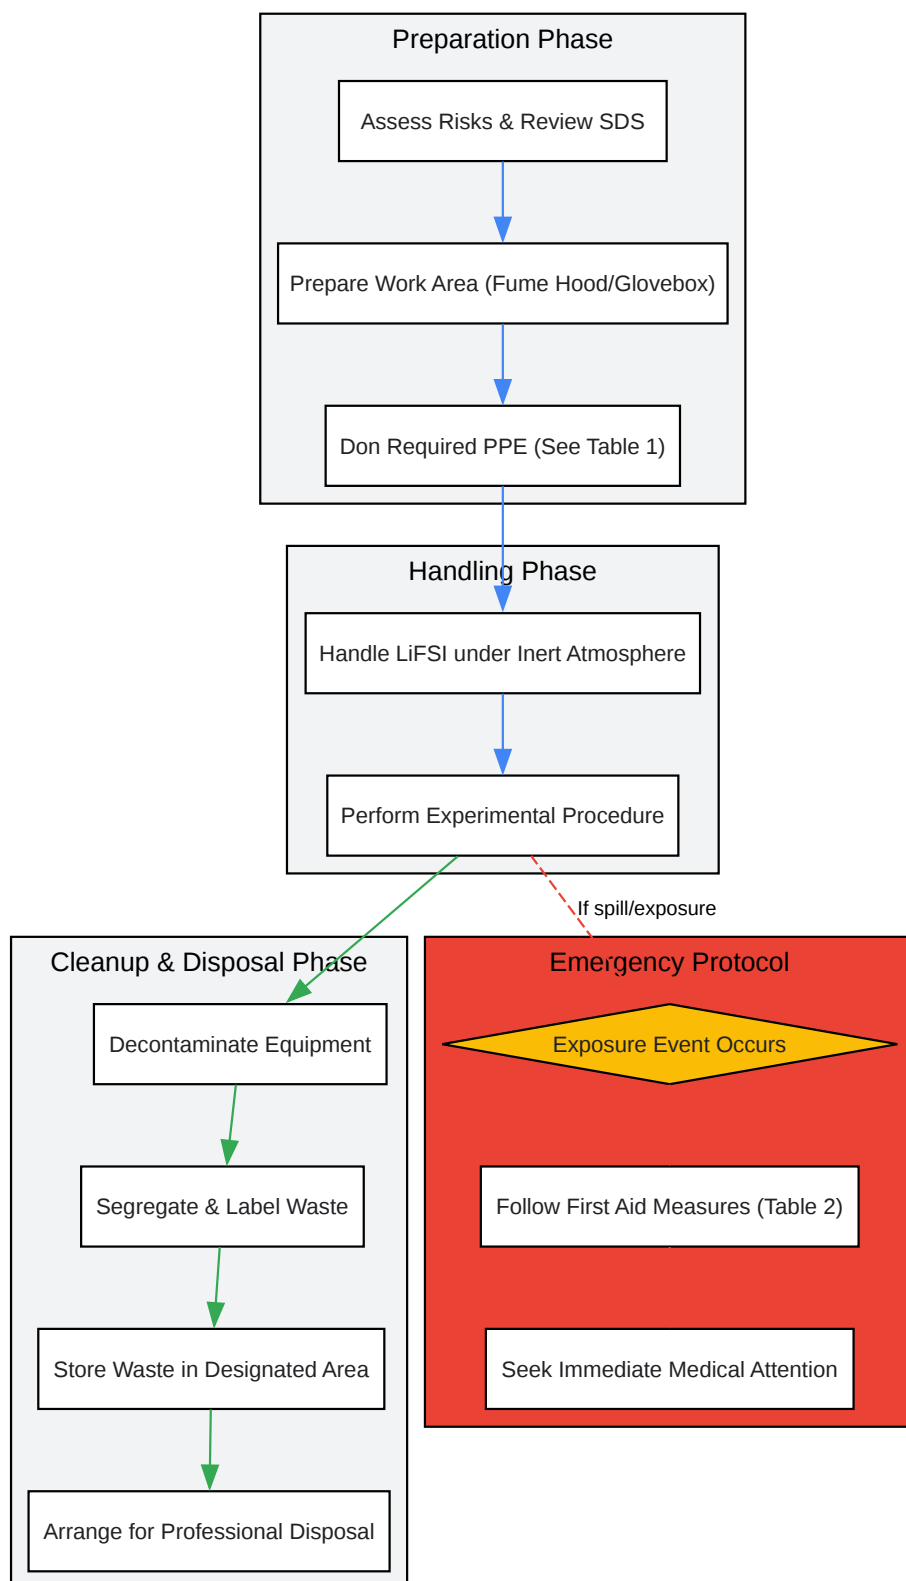 Preparation Phase
Assess Risks & Review SDS
Prepare Work Area (Fume Hood/Glovebox)
Don Required PPE (See Table 1)
Handling Phase
Handle LiFSI under Inert Atmosphere
Perform Experimental Procedure
If spill/exposure
Cleanup & Disposal Phase
Decontaminate Equipment
Segregate & Label Waste
Store Waste in Designated Area
Arrange for Professional Disposal
Emergency Protocol
Exposure Event Occurs
Follow First Aid Measures (Table 2)
Seek Immediate Medical Attention